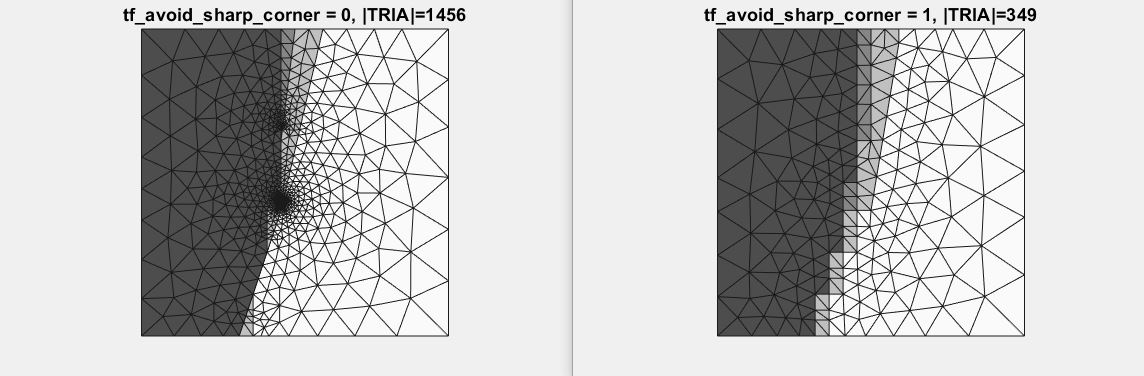 tf_avoid_sharp_corner = 0, |TRIA|=1456
tf_avoid_sharp_corner = 1, |TRIA|=349